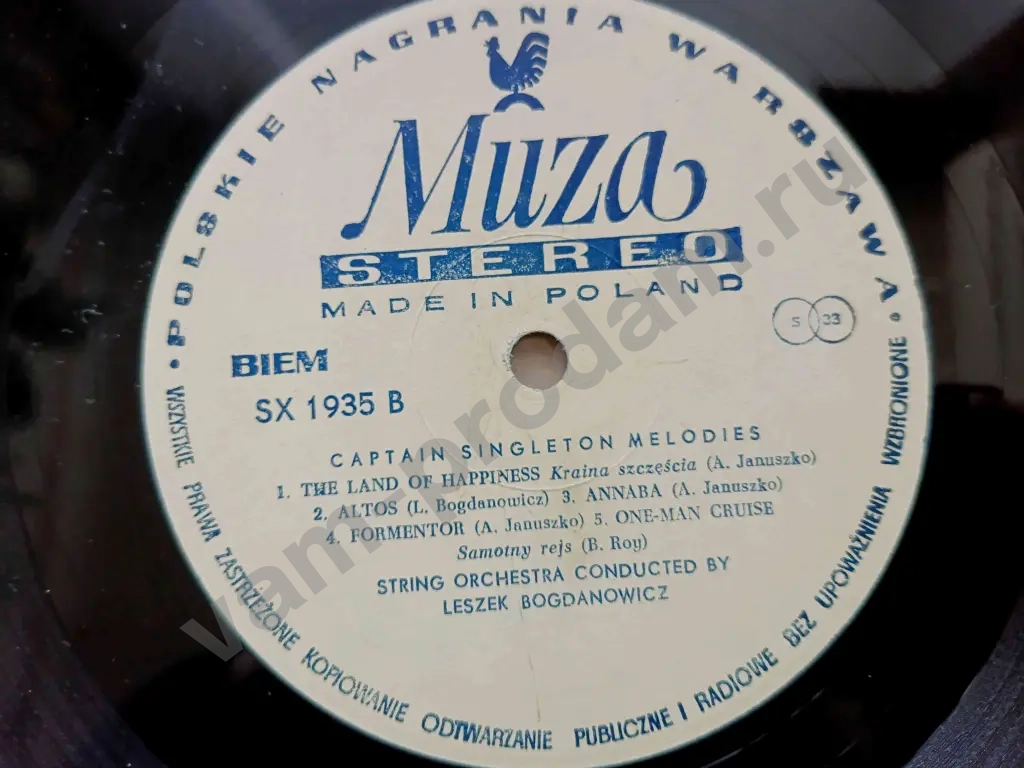 • POLSKIE NAGRANIA WARSZAWA •
Muza
STEREO
MADE IN POLAND
S 33
BIEM
SX 1935 B
CAPTAIN SINGLETON MELODIES
1. THE LAND OF HAPPINESS Kraina szczęścia (A. Januszko)
2. ALTOS (L. Bogdanowicz) 3. ANNABA (A. Januszko)
4. FORMENTOR (A. Januszko) 5. ONE-MAN CRUISE
Samotny rejs (B. Roy)
STRING ORCHESTRA CONDUCTED BY
LESZEK BOGDANOWICZ
WSZYSTKIE PRAWA ZASTRZEŻONE KOPIOWANIE ODTWARZANIE PUBLICZNE I RADIOWE BEZ UPOWAŻNIENIA WZBRONIONE
vam-prodam.ru